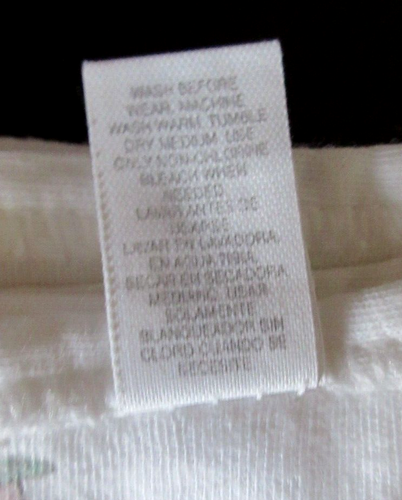 WASH BEFORE
WEAR. MACHINE
WASH WARM. TUMBLE
DRY MEDIUM. USE
ONLY NON-CHLORINE
BLEACH WHEN
NEEDED.
LAVAR ANTES DE
USARSE.
LAVAR EN LAVADORA.
EN AGUA TIBIA.
SECAR EN SECADORA
MEDIANO. USAR
SOLAMENTE
BLANQUEADOR SIN
CLORO CUANDO SE
NECESITE